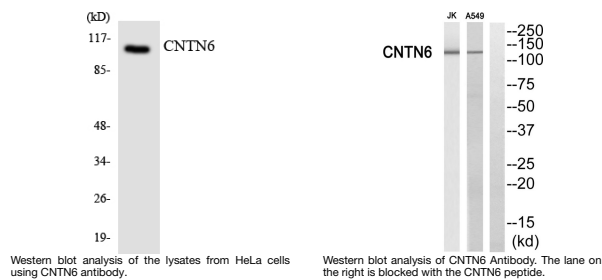 (kD)
117-
CNTN6
85-
48-
34-
26-
19-
Western blot analysis of the lysates from HeLa cells
using CNTN6 antibody.
JK A549
CNTN6
--250
--150
--100
--75
--50
--37
--25
--20
--15
(kd)
Western blot analysis of CNTN6 Antibody. The lane on
the right is blocked with the CNTN6 peptide.